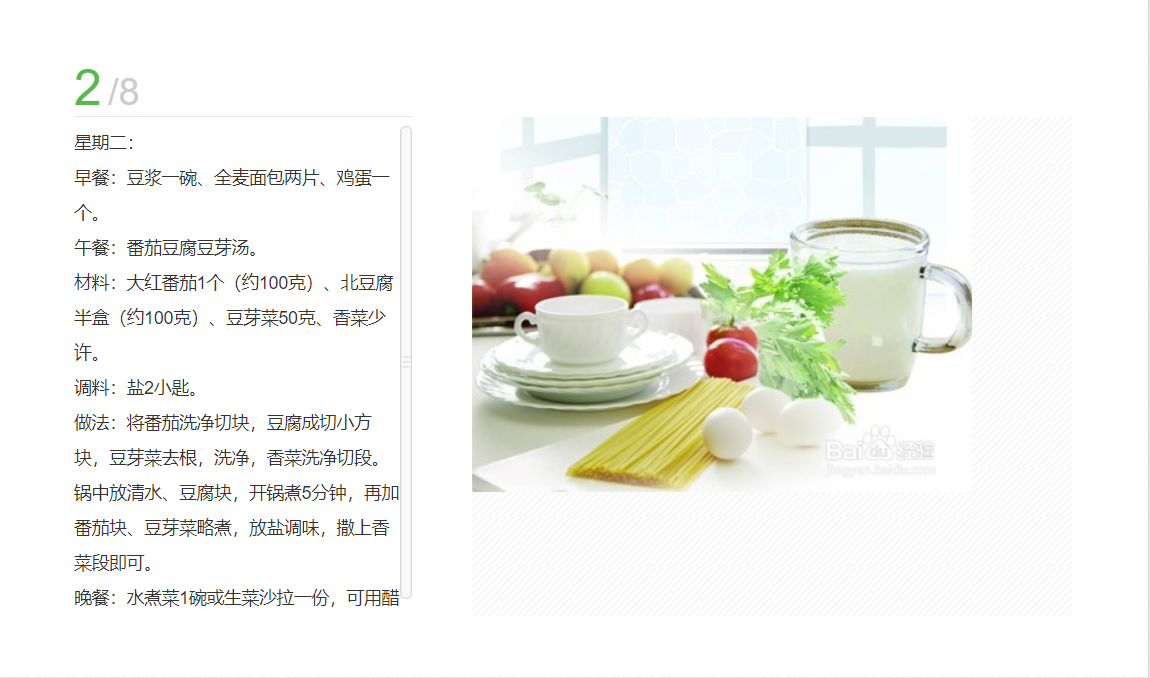 2/8
星期二：
早餐：豆浆一碗、全麦面包两片、鸡蛋一
个。
午餐：番茄豆腐豆芽汤。
材料：大红番茄1个（约100克）、北豆腐
半盒（约100克）、豆芽菜50克、香菜少
许。
调料：盐2小匙。
做法：将番茄洗净切块，豆腐成切小方
块，豆芽菜去根，洗净，香菜洗净切段。
锅中放清水、豆腐块，开锅煮5分钟，再加
番茄块、豆芽菜略煮，放盐调味，撒上香
菜段即可。
晚餐：水煮菜1碗或生菜沙拉一份，可用醋
Baidu 经验
jingyan.baidu.com